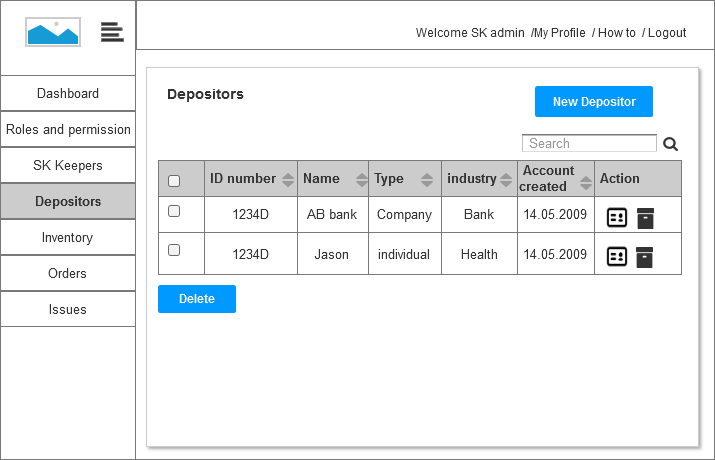 Welcome SK admin /My Profile / How to / Logout
Dashboard
Roles and permission
SK Keepers
Depositors
Inventory
Orders
Issues
Depositors
New Depositor
Search
ID number Name Type industry Account created Action
1234D AB bank Company Bank 14.05.2009
1234D Jason individual Health 14.05.2009
Delete